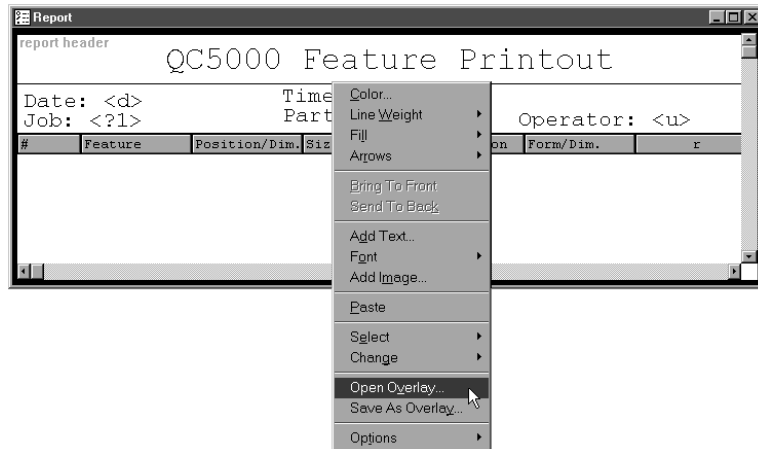 Report
report header
QC5000 Feature Printout
Date: <d>
Time
Job: <?1>
Part
Operator: <u>
#
Feature
Position/Dim.
Siz
on
Form/Dim.
r
Color...
Line Weight
Fill
Arrows
Bring To Front
Send To Back
Add Text...
Font
Add Image...
Paste
Select
Change
Open Overlay...
Save As Overlay...
Options